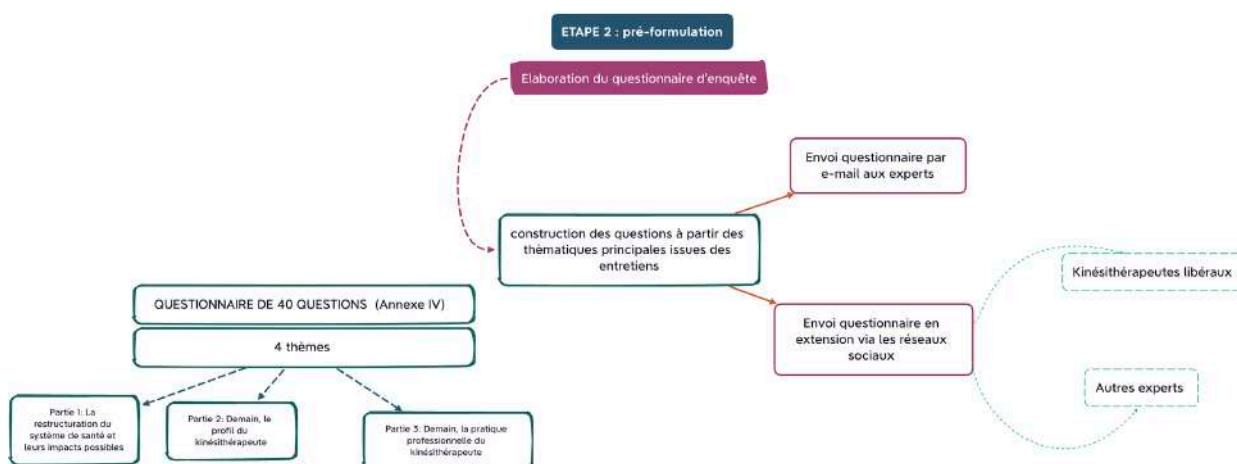 ETAPE 2 : pré-formulation
Elaboration du questionnaire d'enquête
Envoi questionnaire par
e-mail aux experts
construction des questions à partir des
thématiques principales issues des
entretiens
Kinésithérapeutes libéraux
QUESTIONNAIRE DE 40 QUESTIONS (Annexe IV)
4 thèmes
Envoi questionnaire en
extension via les réseaux
sociaux
Autres experts
Partie 1: La
restructuration du
système de santé et
leurs impacts possibles
Partie 2: Demain, le
profil du
kinésithérapeute
Partie 3: Demain, la pratique
professionnelle du
kinésithérapeute